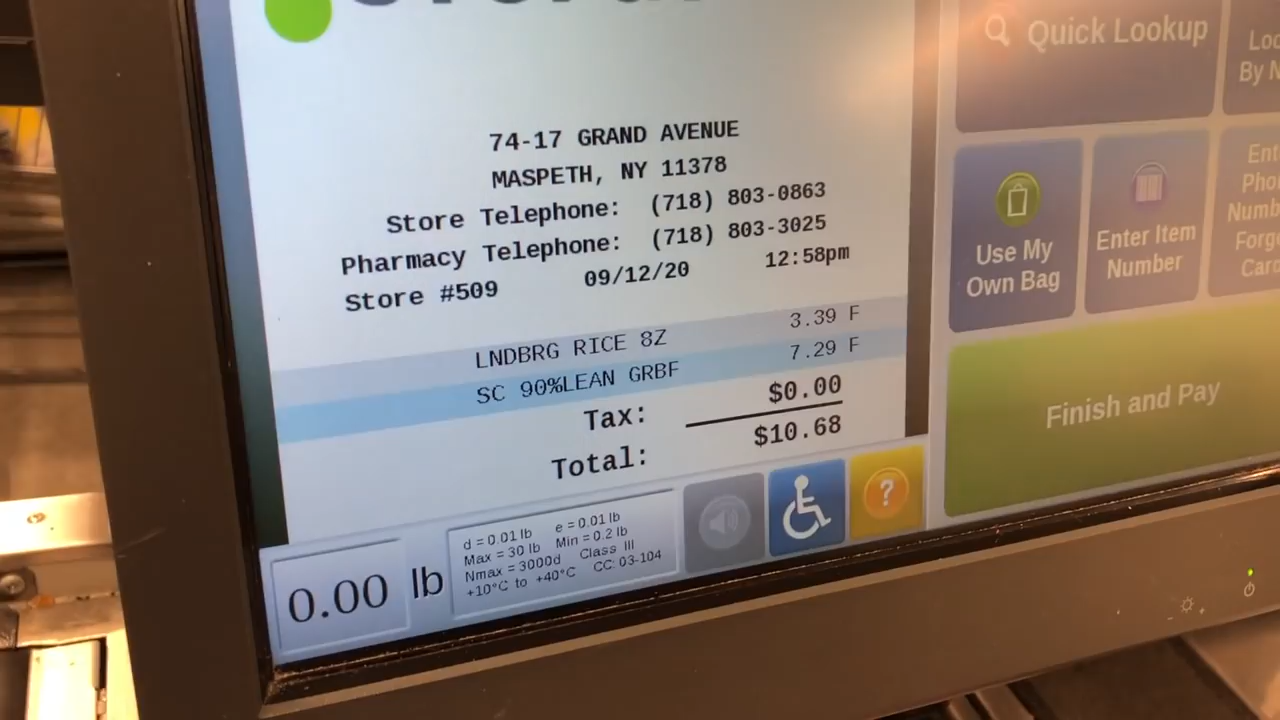 74-17 GRAND AVENUE
MASPETH, NY 11378
Store Telephone: (718) 803-0863
Pharmacy Telephone: (718) 803-3025
Store #509 09/12/20 12:58pm
LNDBRG RICE 8Z 3.39 F
SC 90%LEAN GRBF 7.29 F
Tax: $0.00
Total: $10.68
0.00 lb
d = 0.01 lb e = 0.01 lb
Max = 30 lb Min = 0.2 lb
Nmax = 3000d Class III
+10°C to +40°C CC: 03-104
?
Quick Lookup
By
Use My
Own Bag
Enter Item
Number
Finish and Pay